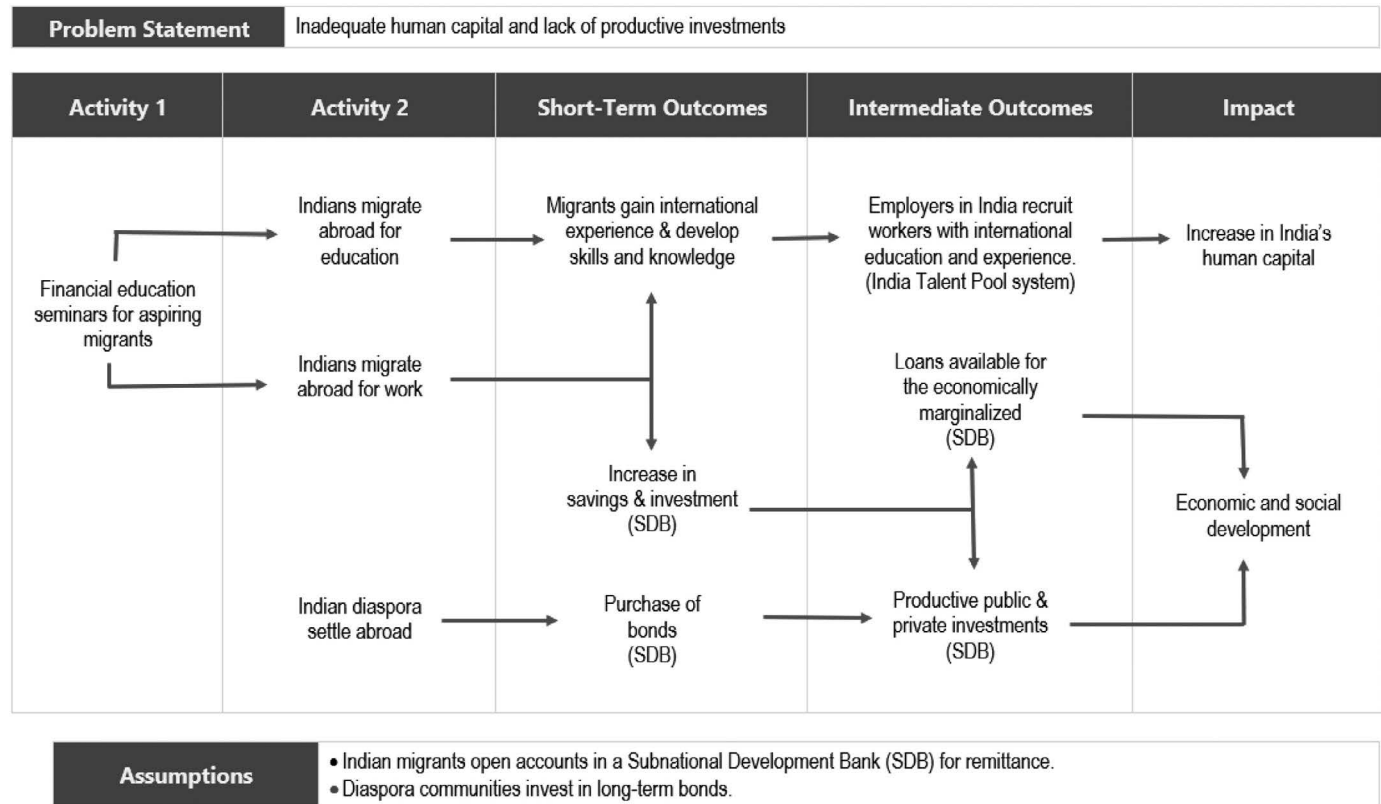 Problem Statement
Inadequate human capital and lack of productive investments
Activity 1
Activity 2
Short-Term Outcomes
Intermediate Outcomes
Impact
Financial education
seminars for aspiring
migrants
Indians migrate
abroad for
education
Migrants gain international
experience & develop
skills and knowledge
Employers in India recruit
workers with international
education and experience.
(India Talent Pool system)
Increase in India's
human capital
Indians migrate
abroad for work
Loans available for
the economically
marginalized
(SDB)
Increase in
savings & investment
(SDB)
Economic and social
development
Indian diaspora
settle abroad
Purchase of
bonds
(SDB)
Productive public &
private investments
(SDB)
Assumptions
• Indian migrants open accounts in a Subnational Development Bank (SDB) for remittance.
• Diaspora communities invest in long-term bonds.